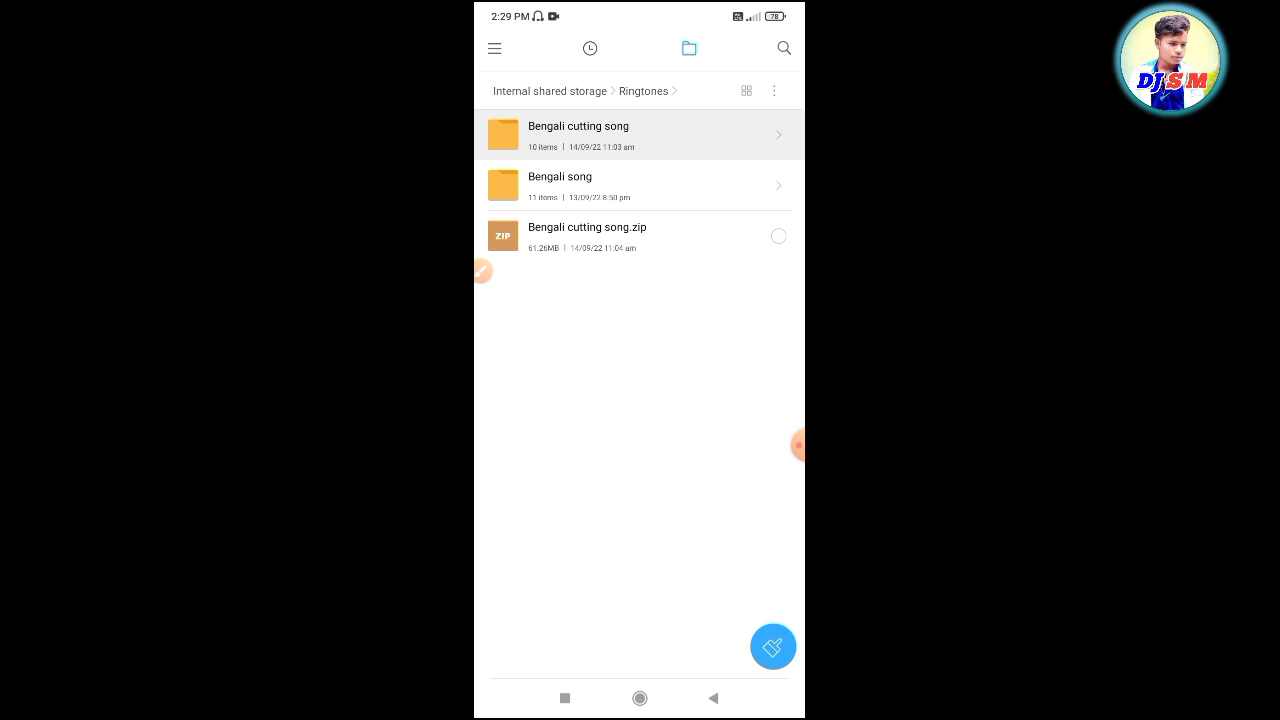 2:29 PM
78
Internal shared storage
Ringtones
Bengali cutting song
10 items | 14/09/22 11:03 am
Bengali song
11 items | 13/09/22 8:50 pm
ZIP
Bengali cutting song.zip
61.26MB | 14/09/22 11:04 am
DJ S M